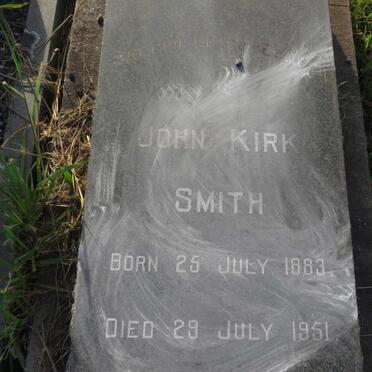 JOHN KIRK
SMITH
BORN 25 JULY 1883
DIED 29 JULY 1951